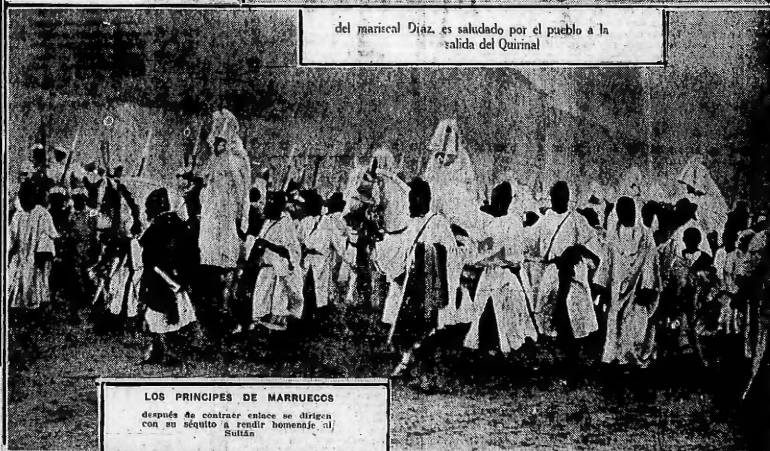 del mariscal Díaz, es saludado por el pueblo a la
salida del Quirinal
LOS PRINCIPES DE MARRUECOS
después de contraer enlace se dirigen
con su séquito a rendir homenaje al
Sultán